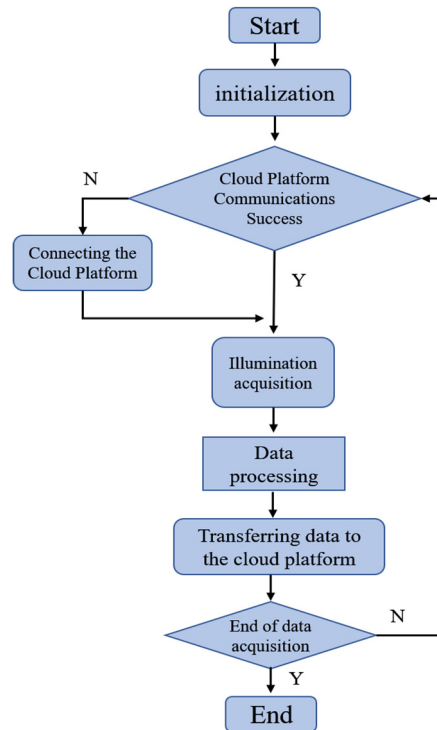 Start
initialization
Cloud Platform
Communications
Success
N
Connecting the
Cloud Platform
Y
Illumination
acquisition
Data
processing
Transferring data to
the cloud platform
End of data
acquisition
N
Y
End